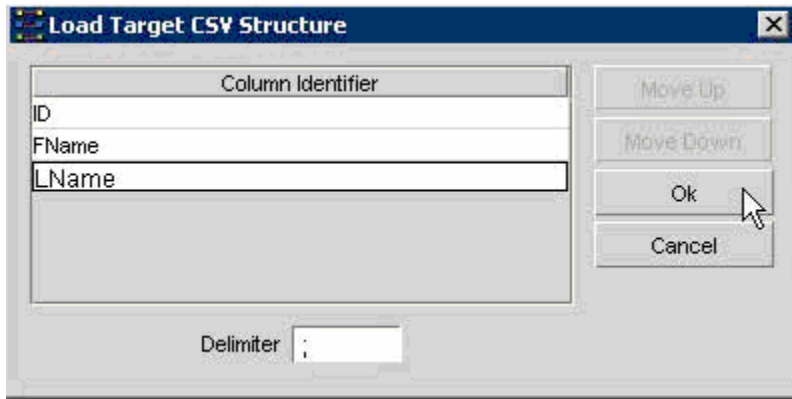 Load Target CSV Structure
Column Identifier
ID
FName
LName
Move Up
Move Down
Ok
Cancel
Delimiter ;